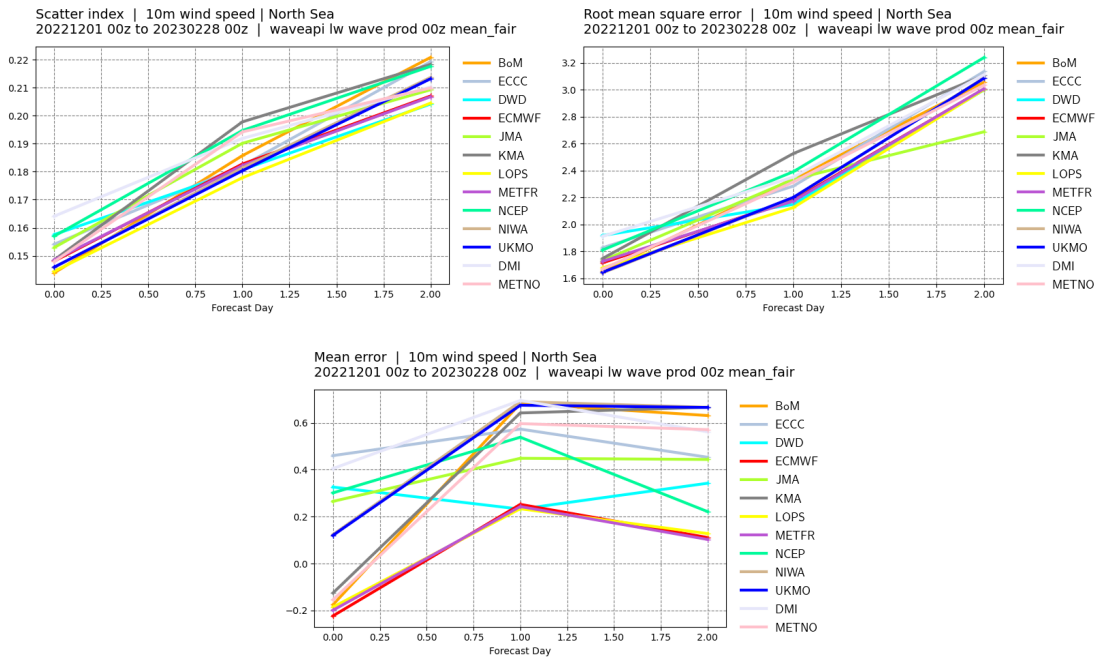 Scatter index | 10m wind speed | North Sea
20221201 00z to 20230228 00z | waveapi lw wave prod 00z mean_fair
0.22
0.21
0.20
0.19
0.18
0.17
0.16
0.15
0.00 0.25 0.50 0.75 1.00 1.25 1.50 1.75 2.00
Forecast Day
BoM
ECCC
DWD
ECMWF
JMA
KMA
LOPS
METFR
NCEP
NIWA
UKMO
DMI
METNO
Root mean square error | 10m wind speed | North Sea
20221201 00z to 20230228 00z | waveapi lw wave prod 00z mean_fair
3.2
3.0
2.8
2.6
2.4
2.2
2.0
1.8
1.6
0.00 0.25 0.50 0.75 1.00 1.25 1.50 1.75 2.00
Forecast Day
BoM
ECCC
DWD
ECMWF
JMA
KMA
LOPS
METFR
NCEP
NIWA
UKMO
DMI
METNO
Mean error | 10m wind speed | North Sea
20221201 00z to 20230228 00z | waveapi lw wave prod 00z mean_fair
0.6
0.4
0.2
0.0
−0.2
0.00 0.25 0.50 0.75 1.00 1.25 1.50 1.75 2.00
Forecast Day
BoM
ECCC
DWD
ECMWF
JMA
KMA
LOPS
METFR
NCEP
NIWA
UKMO
DMI
METNO